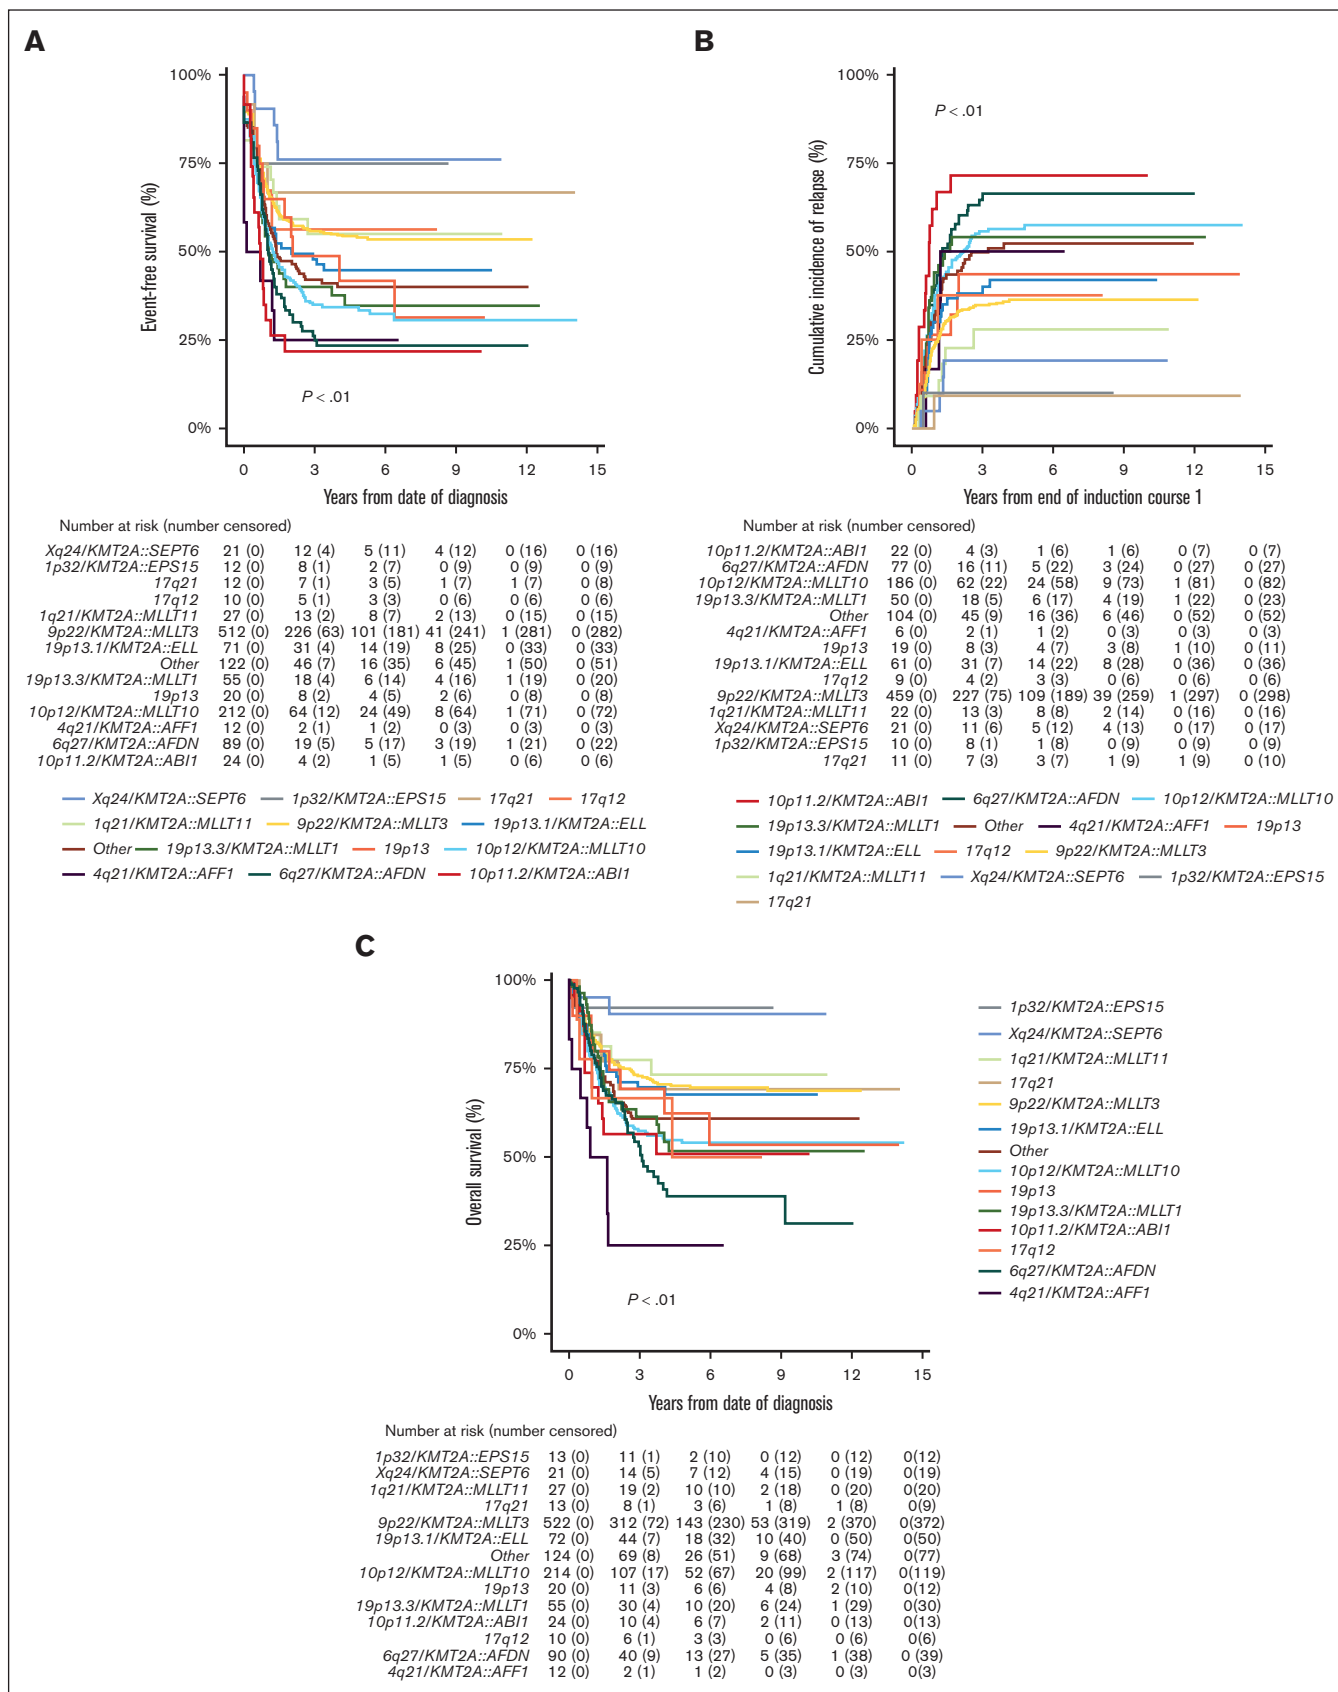 A
100%
75%
50%
25%
0%
Event-free survival (%)
P < .01
0 3 6 9 12 15
Years from date of diagnosis
Number at risk (number censored)
Xq24/KMT2A::SEPT6 21 (0) 12 (4) 5 (11) 4 (12) 0 (16) 0 (16)
1p32/KMT2A::EPS15 12 (0) 8 (1) 2 (7) 0 (9) 0 (9) 0 (9)
17q21 12 (0) 7 (1) 3 (5) 1 (7) 1 (7) 0 (8)
17q12 10 (0) 5 (1) 3 (3) 0 (6) 0 (6) 0 (6)
1q21/KMT2A::MLLT11 27 (0) 13 (2) 8 (7) 2 (13) 0 (15) 0 (15)
9p22/KMT2A::MLLT3 512 (0) 226 (63) 101 (181) 41 (241) 1 (281) 0 (282)
19p13.1/KMT2A::ELL 71 (0) 31 (4) 14 (19) 8 (25) 0 (33) 0 (33)
Other 122 (0) 46 (7) 16 (35) 6 (45) 1 (50) 0 (51)
19p13.3/KMT2A::MLLT1 55 (0) 18 (4) 6 (14) 4 (16) 1 (19) 0 (20)
19p13 20 (0) 8 (2) 4 (5) 2 (6) 0 (8) 0 (8)
10p12/KMT2A::MLLT10 212 (0) 64 (12) 24 (49) 8 (64) 1 (71) 0 (72)
4q21/KMT2A::AFF1 12 (0) 2 (1) 1 (2) 0 (3) 0 (3) 0 (3)
6q27/KMT2A::AFDN 89 (0) 19 (5) 5 (17) 3 (19) 1 (21) 0 (22)
10p11.2/KMT2A::ABI1 24 (0) 4 (2) 1 (5) 1 (5) 0 (6) 0 (6)
Xq24/KMT2A::SEPT6 1p32/KMT2A::EPS15 17q21 17q12
1q21/KMT2A::MLLT11 9p22/KMT2A::MLLT3 19p13.1/KMT2A::ELL
Other 19p13.3/KMT2A::MLLT1 19p13 10p12/KMT2A::MLLT10
4q21/KMT2A::AFF1 6q27/KMT2A::AFDN 10p11.2/KMT2A::ABI1
B
100%
75%
50%
25%
0%
Cumulative incidence of relapse (%)
P < .01
0 3 6 9 12 15
Years from end of induction course 1
Number at risk (number censored)
10p11.2/KMT2A::ABI1 22 (0) 4 (3) 1 (6) 1 (6) 0 (7) 0 (7)
6q27/KMT2A::AFDN 77 (0) 16 (11) 5 (22) 3 (24) 0 (27) 0 (27)
10p12/KMT2A::MLLT10 186 (0) 62 (22) 24 (58) 9 (73) 1 (81) 0 (82)
19p13.3/KMT2A::MLLT1 50 (0) 18 (5) 6 (17) 4 (19) 1 (22) 0 (23)
Other 104 (0) 45 (9) 16 (36) 6 (46) 0 (52) 0 (52)
4q21/KMT2A::AFF1 6 (0) 2 (1) 1 (2) 0 (3) 0 (3) 0 (3)
19p13 19 (0) 8 (3) 4 (7) 3 (8) 1 (10) 0 (11)
19p13.1/KMT2A::ELL 61 (0) 31 (7) 14 (22) 8 (28) 0 (36) 0 (36)
17q12 9 (0) 4 (2) 3 (3) 0 (6) 0 (6) 0 (6)
9p22/KMT2A::MLLT3 459 (0) 227 (75) 109 (189) 39 (259) 1 (297) 0 (298)
1q21/KMT2A::MLLT11 22 (0) 13 (3) 8 (8) 2 (14) 0 (16) 0 (16)
Xq24/KMT2A::SEPT6 21 (0) 11 (6) 5 (12) 4 (13) 0 (17) 0 (17)
1p32/KMT2A::EPS15 10 (0) 8 (1) 1 (8) 0 (9) 0 (9) 0 (9)
17q21 11 (0) 7 (3) 3 (7) 1 (9) 1 (9) 0 (10)
10p11.2/KMT2A::ABI1 6q27/KMT2A::AFDN 10p12/KMT2A::MLLT10
19p13.3/KMT2A::MLLT1 Other 4q21/KMT2A::AFF1 19p13
19p13.1/KMT2A::ELL 17q12 9p22/KMT2A::MLLT3
1q21/KMT2A::MLLT11 Xq24/KMT2A::SEPT6 1p32/KMT2A::EPS15
17q21
C
100%
75%
50%
25%
0%
Overall survival (%)
P < .01
0 3 6 9 12 15
Years from date of diagnosis
1p32/KMT2A::EPS15
Xq24/KMT2A::SEPT6
1q21/KMT2A::MLLT11
17q21
9p22/KMT2A::MLLT3
19p13.1/KMT2A::ELL
Other
10p12/KMT2A::MLLT10
19p13
19p13.3/KMT2A::MLLT1
10p11.2/KMT2A::ABI1
17q12
6q27/KMT2A::AFDN
4q21/KMT2A::AFF1
Number at risk (number censored)
1p32/KMT2A::EPS15 13 (0) 11 (1) 2 (10) 0 (12) 0 (12) 0(12)
Xq24/KMT2A::SEPT6 21 (0) 14 (5) 7 (12) 4 (15) 0 (19) 0(19)
1q21/KMT2A::MLLT11 27 (0) 19 (2) 10 (10) 2 (18) 0 (20) 0(20)
17q21 13 (0) 8 (1) 3 (6) 1 (8) 1 (8) 0(9)
9p22/KMT2A::MLLT3 522 (0) 312 (72) 143 (230) 53 (319) 2 (370) 0(372)
19p13.1/KMT2A::ELL 72 (0) 44 (7) 18 (32) 10 (40) 0 (50) 0(50)
Other 124 (0) 69 (8) 26 (51) 9 (68) 3 (74) 0(77)
10p12/KMT2A::MLLT10 214 (0) 107 (17) 52 (67) 20 (99) 2 (117) 0(119)
19p13 20 (0) 11 (3) 6 (6) 4 (8) 2 (10) 0(12)
19p13.3/KMT2A::MLLT1 55 (0) 30 (4) 10 (20) 6 (24) 1 (29) 0(30)
10p11.2/KMT2A::ABI1 24 (0) 10 (4) 6 (7) 2 (11) 0 (13) 0(13)
17q12 10 (0) 6 (1) 3 (3) 0 (6) 0 (6) 0(6)
6q27/KMT2A::AFDN 90 (0) 40 (9) 13 (27) 5 (35) 1 (38) 0 (39)
4q21/KMT2A::AFF1 12 (0) 2 (1) 1 (2) 0 (3) 0 (3) 0(3)